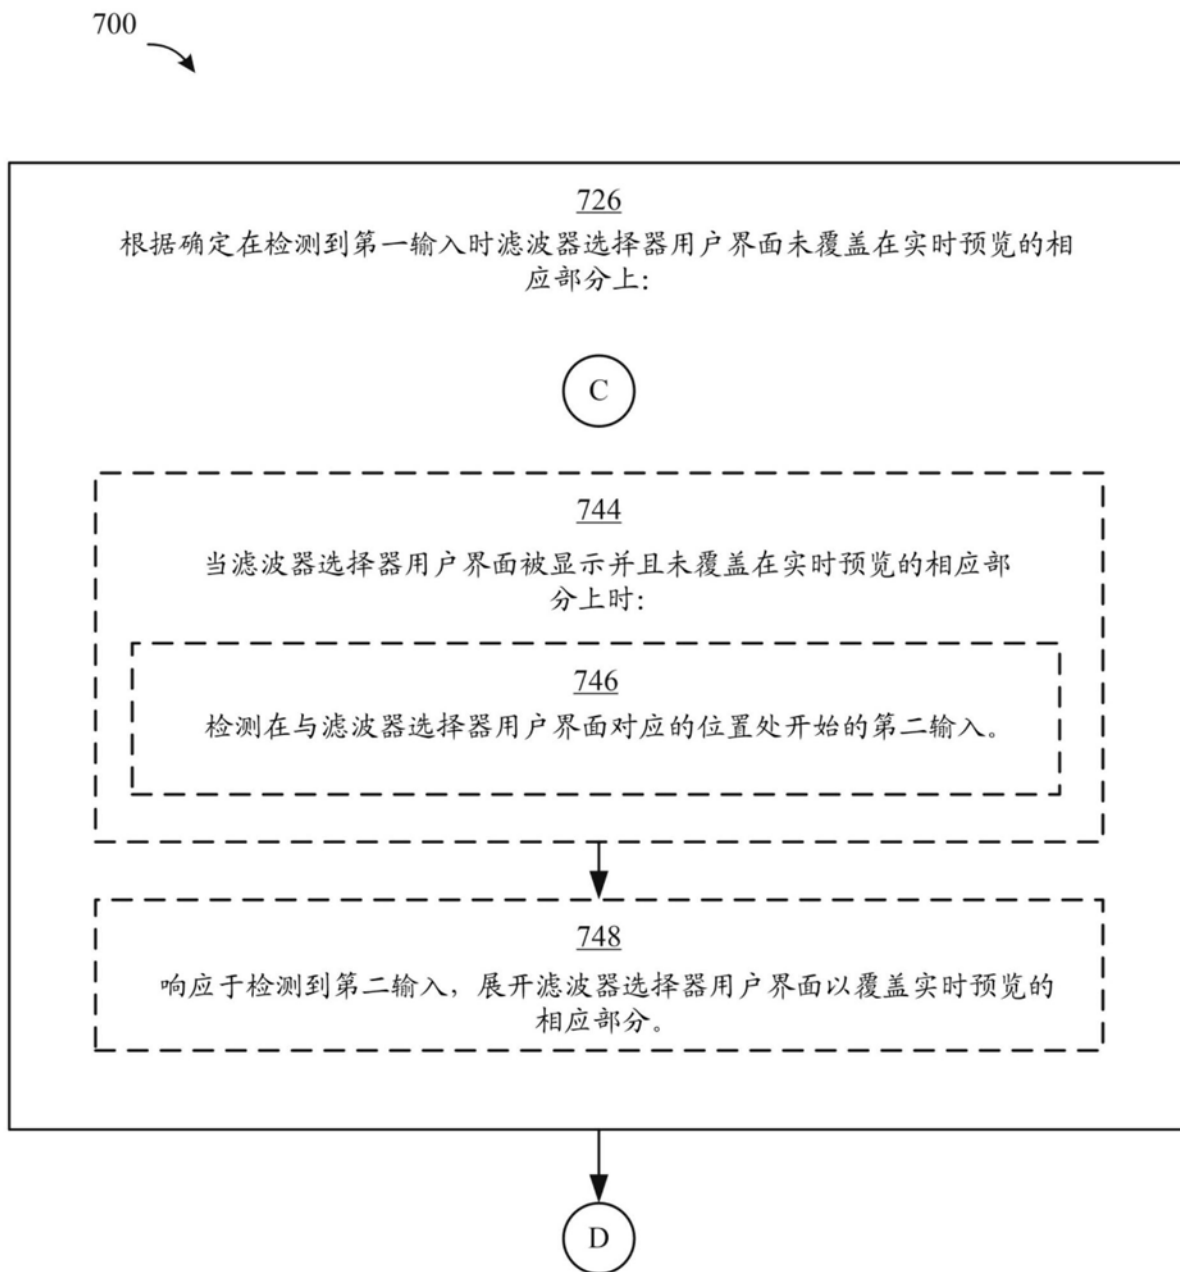 700
726
根据确定在检测到第一输入时滤波器选择器用户界面未覆盖在实时预览的相
应部分上：
C
744
当滤波器选择器用户界面被显示并且未覆盖在实时预览的相应部
分上时：
746
检测在与滤波器选择器用户界面对应的位置处开始的第二输入。
748
响应于检测到第二输入，展开滤波器选择器用户界面以覆盖实时预览的
相应部分。
D